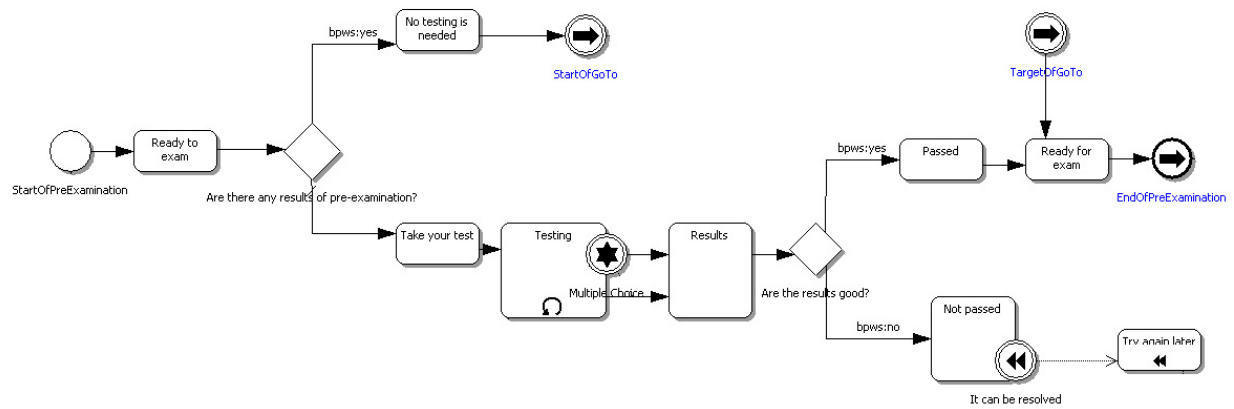 No testing is
needed
bpws:yes
StartOfGoTo
TargetOfGoTo
Ready to
exam
StartOfPreExamination
Are there any results of pre-examination?
bpws:yes
Passed
Ready for
exam
EndOfPreExamination
Take your test
Testing
Multiple Choice
Results
Are the results good?
bpws:no
Not passed
Try again later
It can be resolved